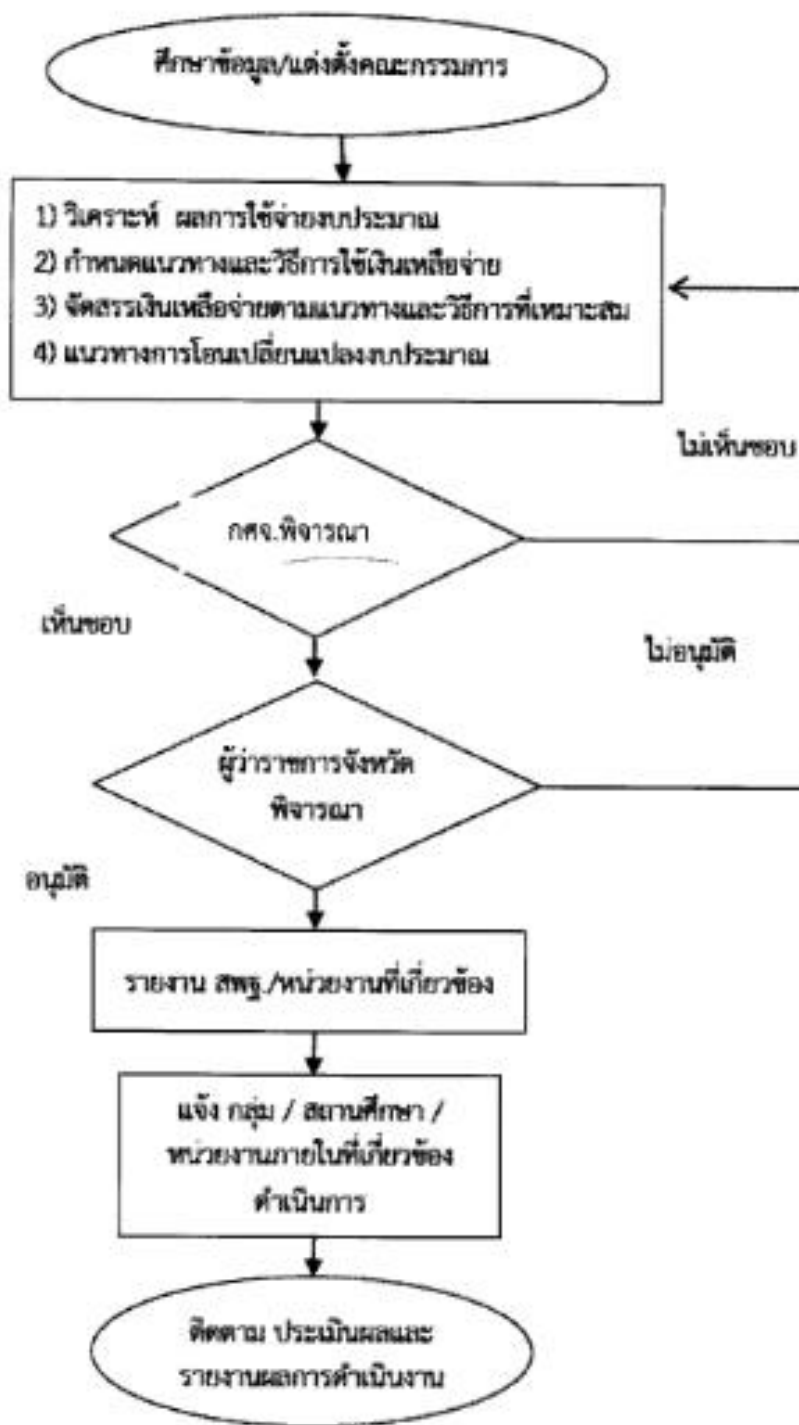 ศึกษาข้อมูล/แต่งตั้งคณะกรรมการ
1) วิเคราะห์ ผลการใช้จ่ายงบประมาณ
2) กำหนดแนวทางและวิธีการใช้เงินเหลือจ่าย
3) จัดสรรเงินเหลือจ่ายตามแนวทางและวิธีการที่เหมาะสม
4) แนวทางการโอนเปลี่ยนแปลงงบประมาณ
ไม่เห็นชอบ
กศจ.พิจารณา
เห็นชอบ
ไม่อนุมัติ
ผู้ว่าราชการจังหวัด
พิจารณา
อนุมัติ
รายงาน สพฐ./หน่วยงานที่เกี่ยวข้อง
แจ้ง กลุ่ม / สถานศึกษา /
หน่วยงานภายในที่เกี่ยวข้อง
ดำเนินการ
ติดตาม ประเมินผลและ
รายงานผลการดำเนินงาน